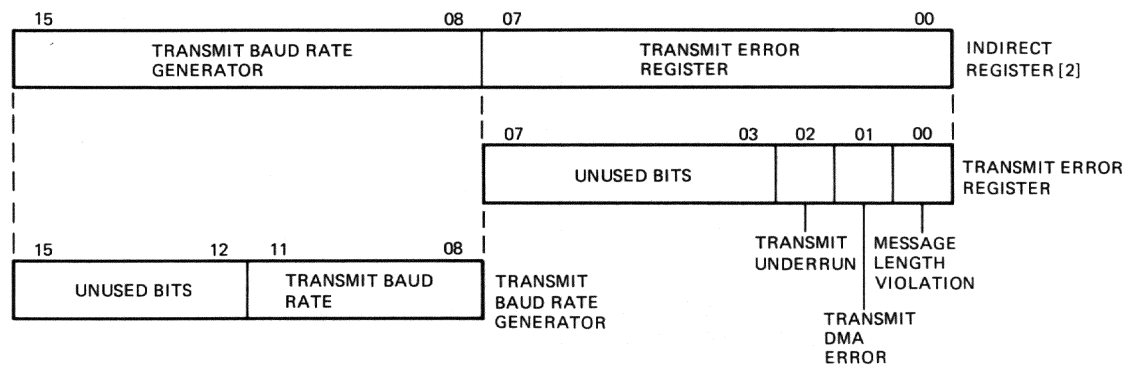 15 08 07 00
TRANSMIT BAUD RATE
GENERATOR
TRANSMIT ERROR
REGISTER
INDIRECT
REGISTER [2]
07 03 02 01 00
UNUSED BITS
TRANSMIT ERROR
REGISTER
TRANSMIT
UNDERRUN
MESSAGE
LENGTH
VIOLATION
TRANSMIT
DMA
ERROR
15 12 11 08
UNUSED BITS
TRANSMIT BAUD
RATE
TRANSMIT
BAUD RATE
GENERATOR